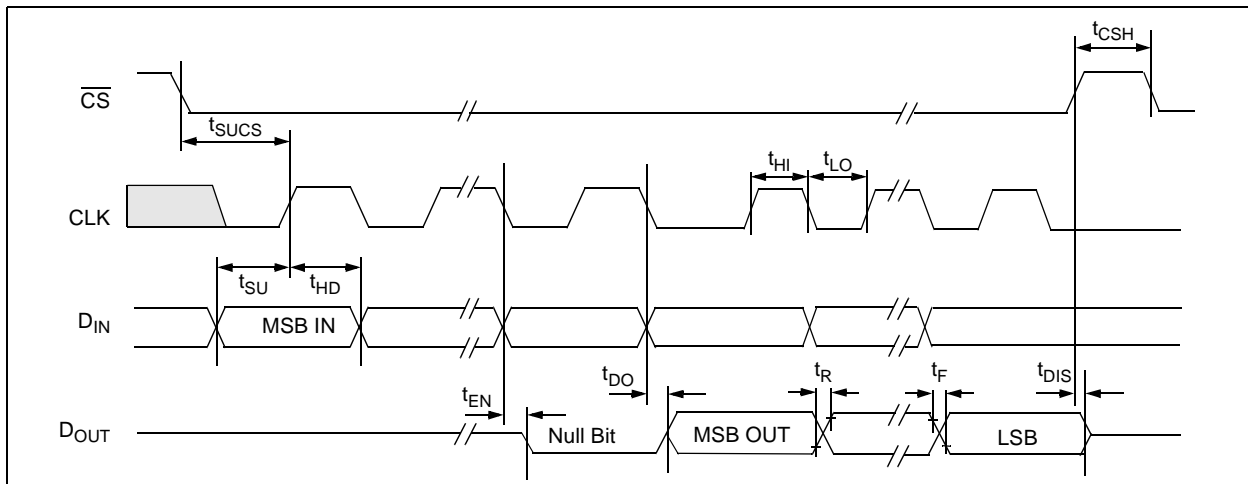 tCSH
CS
tSUCS
tHI tLO
CLK
tSU tHD
DIN MSB IN
tEN tDO tR tF tDIS
DOUT Null Bit MSB OUT LSB